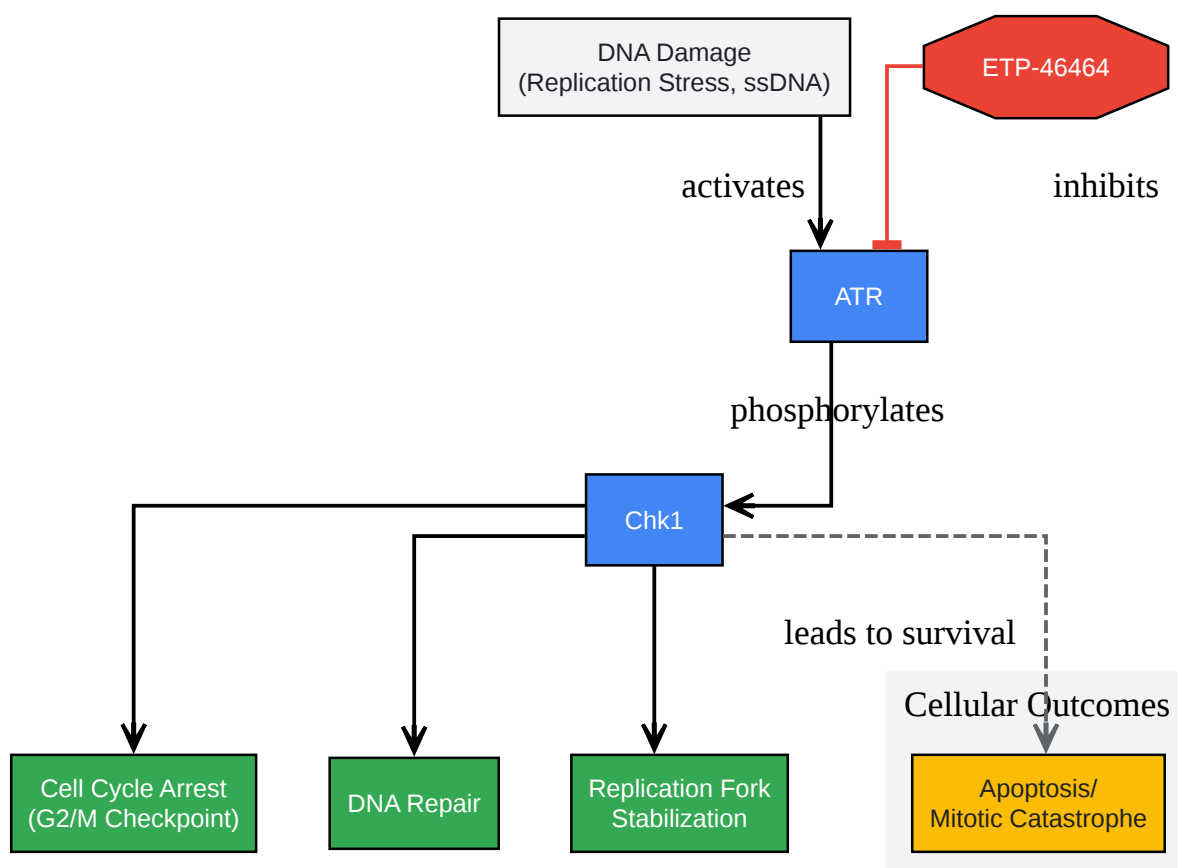 DNA Damage
(Replication Stress, ssDNA)
ETP-46464
activates
inhibits
ATR
phosphorylates
Chk1
leads to survival
Cellular Outcomes
Cell Cycle Arrest
(G2/M Checkpoint)
DNA Repair
Replication Fork
Stabilization
Apoptosis/
Mitotic Catastrophe